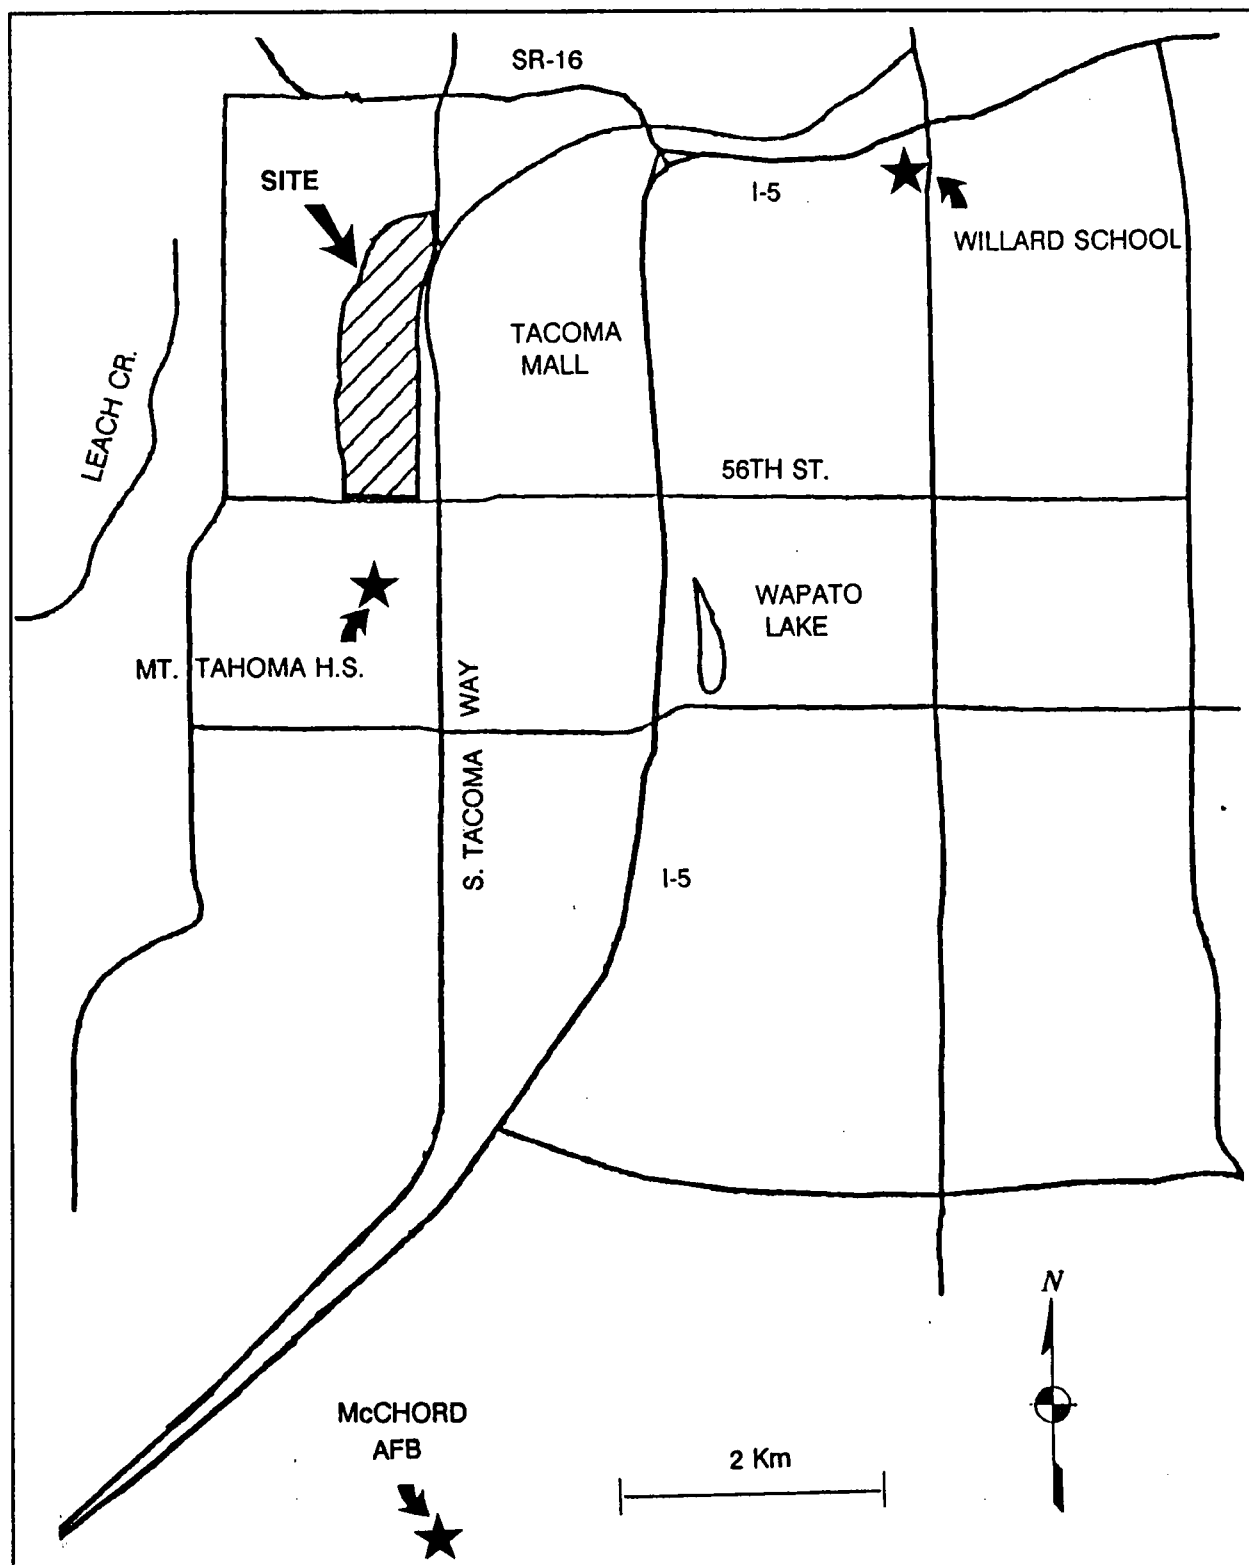 SR-16
SITE
I-5
WILLARD SCHOOL
TACOMA
MALL
LEACH CR.
56TH ST.
WAPATO
LAKE
MT. TAHOMA H.S.
S. TACOMA WAY
I-5
N
McCHORD
AFB
2 Km